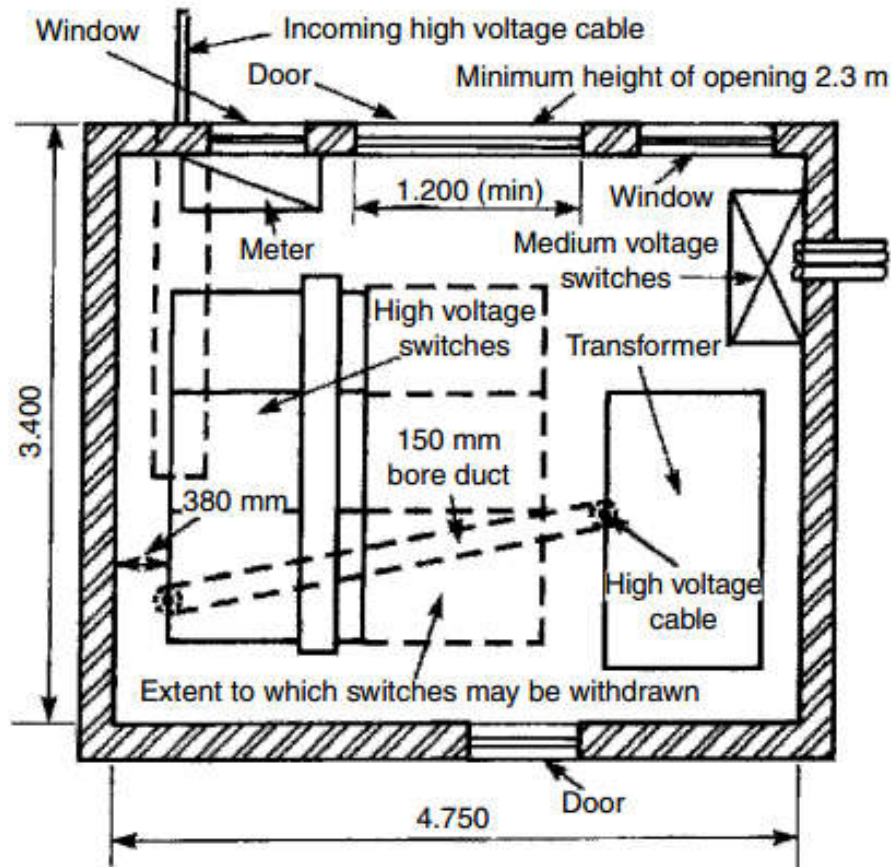 Window
Incoming high voltage cable
Door
Minimum height of opening 2.3 m
1.200 (min)
Window
Meter
Medium voltage
switches
High voltage
switches
Transformer
3.400
150 mm
bore duct
380 mm
High voltage
cable
Extent to which switches may be withdrawn
Door
4.750